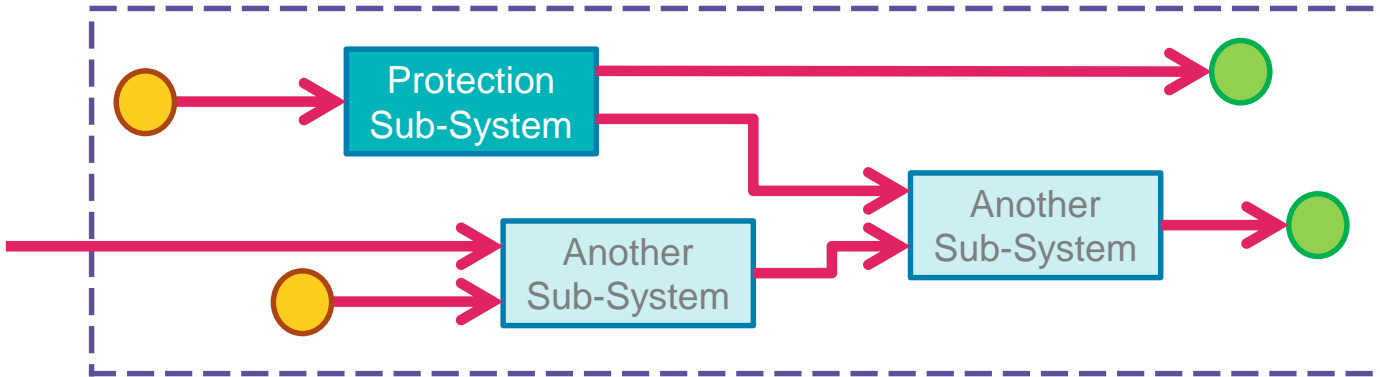 Protection
Sub-System
Another
Sub-System
Another
Sub-System